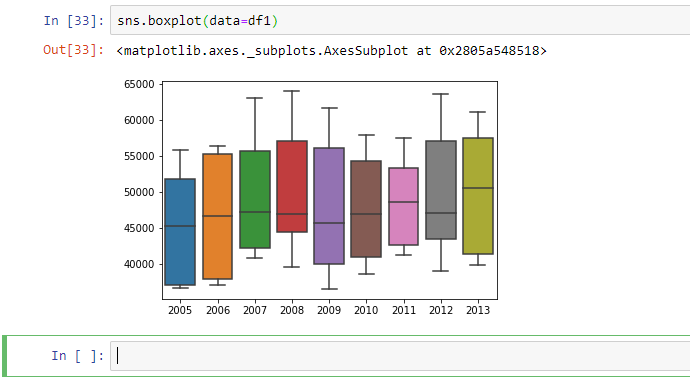 In [33]: sns.boxplot(data=df1)
Out[33]: <matplotlib.axes._subplots.AxesSubplot at 0x2805a548518>
65000
60000
55000
50000
45000
40000
2005 2006 2007 2008 2009 2010 2011 2012 2013
In [ ]: